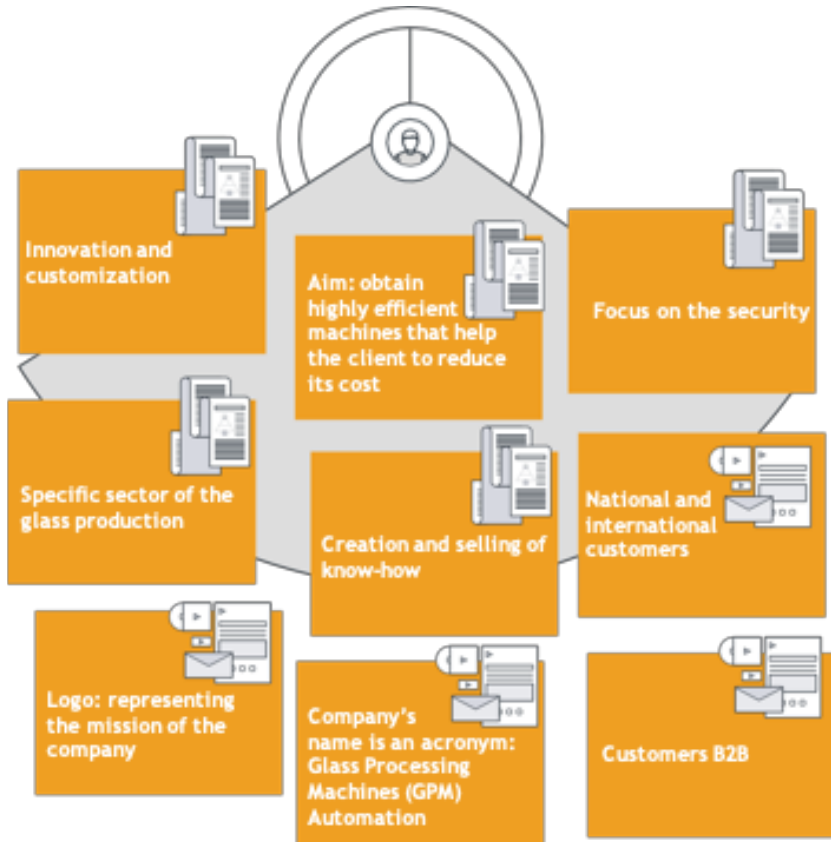 Innovation and
customization
Aim: obtain
highly efficient
machines that help
the client to reduce
its cost
Focus on the security
Specific sector of the
glass production
Creation and selling of
know-how
National and
international
customers
Logo: representing
the mission of the
company
Company's
name is an acronym:
Glass Processing
Machines (GPM)
Automation
Customers B2B